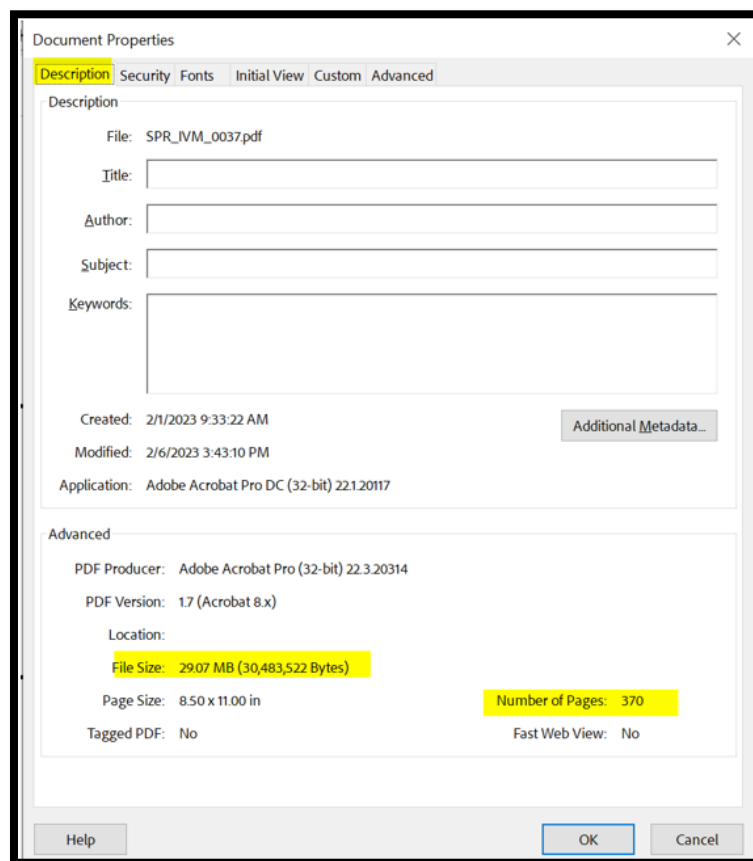 Document Properties
Description Security Fonts Initial View Custom Advanced
Description
File: SPR_IVM_0037.pdf
Title:
Author:
Subject:
Keywords:
Created: 2/1/2023 9:33:22 AM
Additional Metadata...
Modified: 2/6/2023 3:43:10 PM
Application: Adobe Acrobat Pro DC (32-bit) 22.1.20117
Advanced
PDF Producer: Adobe Acrobat Pro (32-bit) 22.3.20314
PDF Version: 1.7 (Acrobat 8.x)
Location:
File Size: 29.07 MB (30,483,522 Bytes)
Page Size: 8.50 x 11.00 in Number of Pages: 370
Tagged PDF: No Fast Web View: No
Help OK Cancel